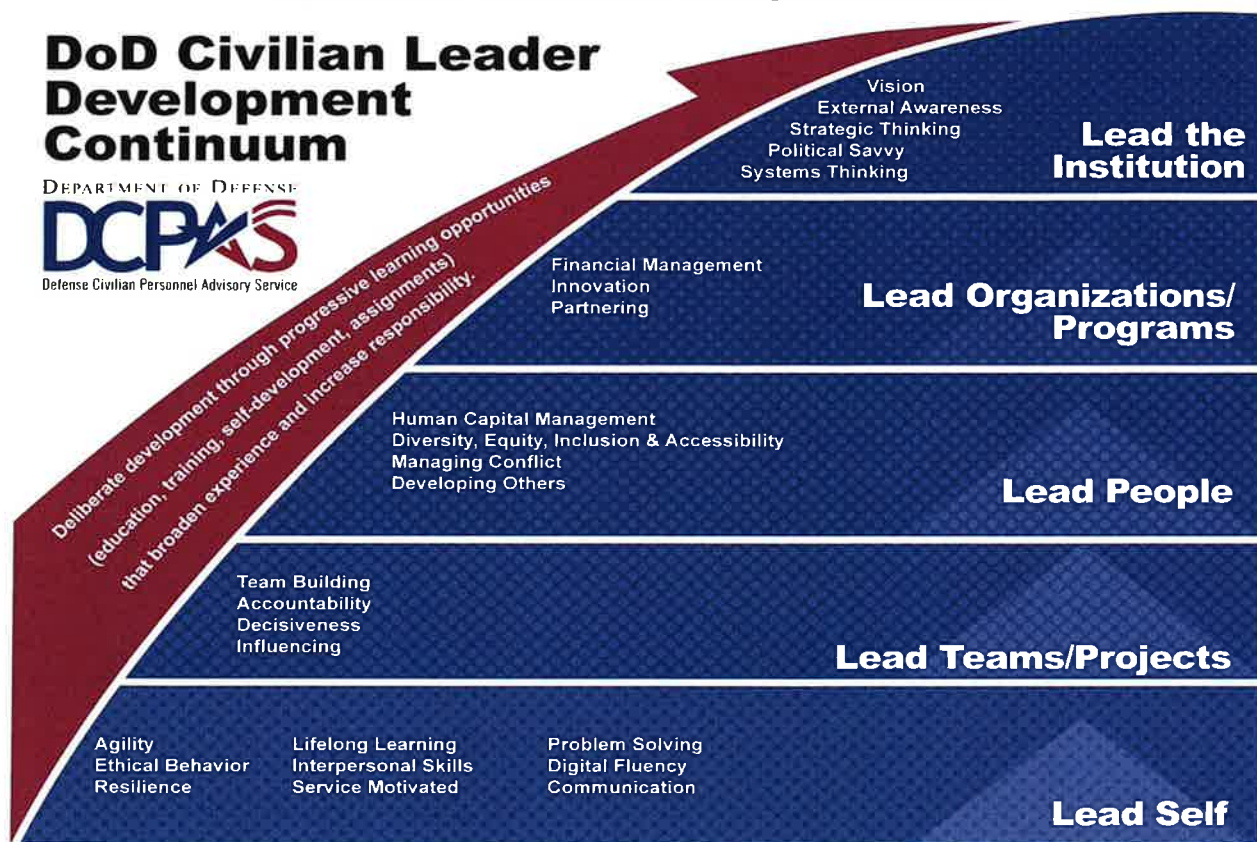 DoD Civilian Leader
Development
Continuum
DEPARTMENT OF DEFENSE
DCPAS
Defense Civilian Personnel Advisory Service
Deliberate development through progressive learning opportunities
(education, training, self-development, assignments)
that broaden experience and increase responsibility.
Vision
External Awareness
Strategic Thinking
Political Savvy
Systems Thinking
Lead the
Institution
Financial Management
Innovation
Partnering
Lead Organizations/
Programs
Human Capital Management
Diversity, Equity, Inclusion & Accessibility
Managing Conflict
Developing Others
Lead People
Team Building
Accountability
Decisiveness
Influencing
Lead Teams/Projects
Agility
Ethical Behavior
Resilience
Lifelong Learning
Interpersonal Skills
Service Motivated
Problem Solving
Digital Fluency
Communication
Lead Self